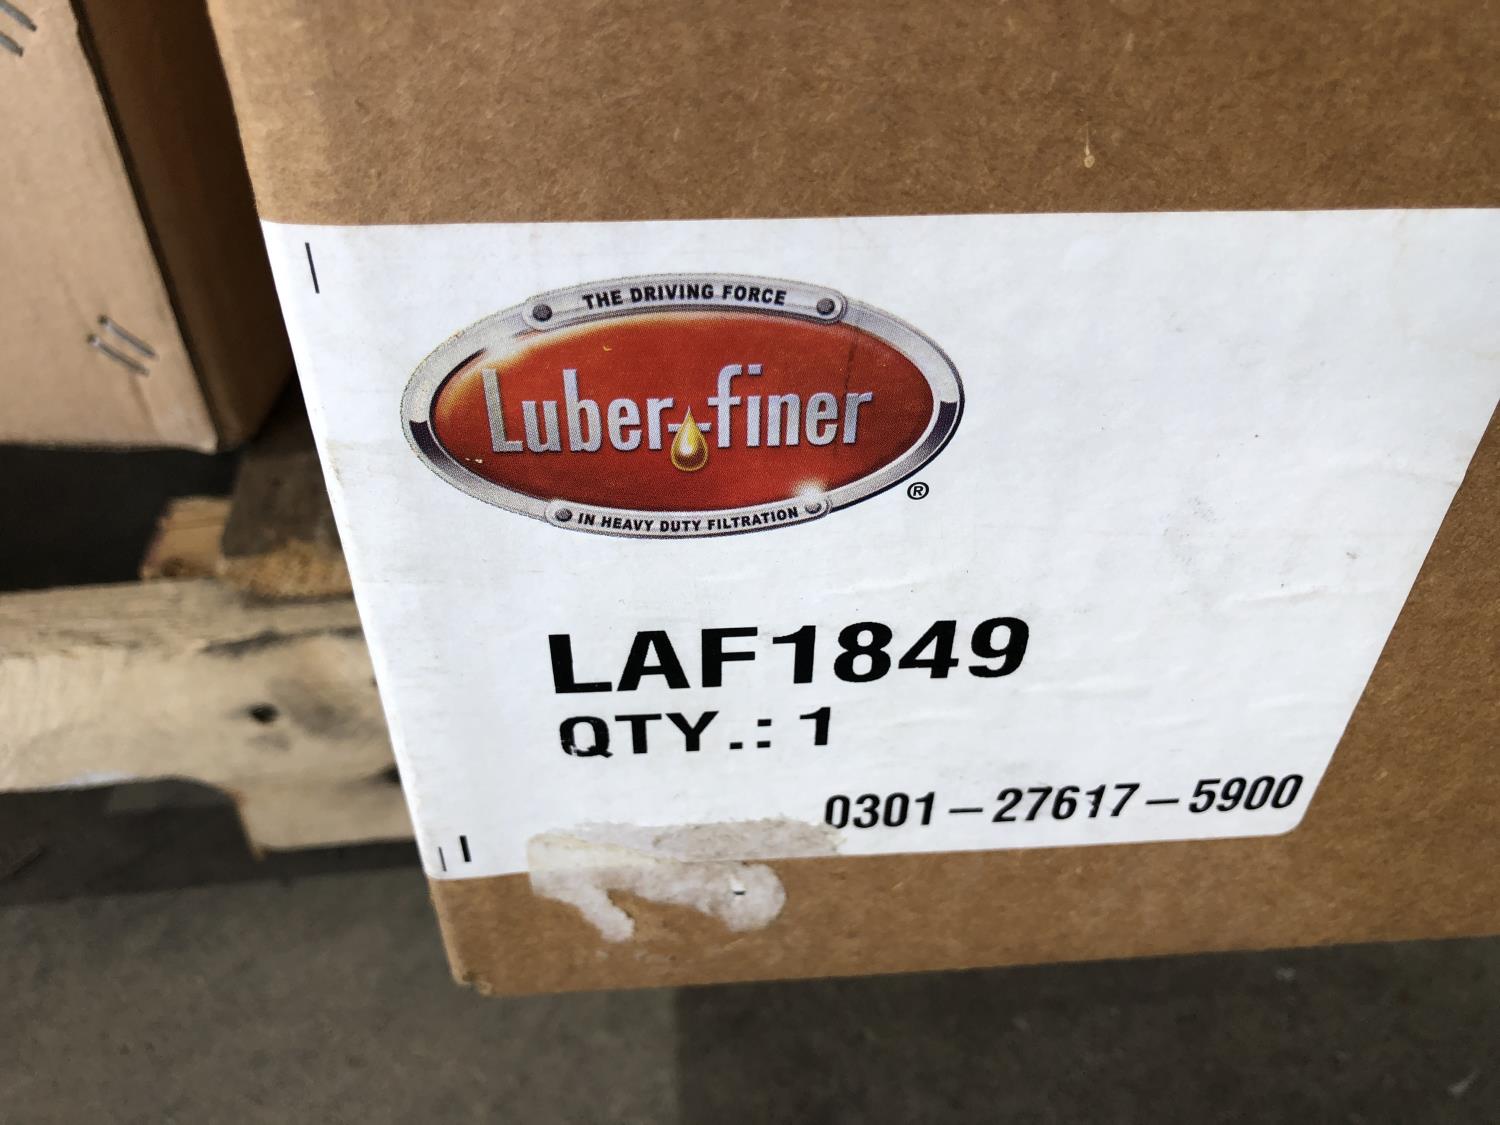 THE DRIVING FORCE
Luber-finer
®
IN HEAVY DUTY FILTRATION
LAF1849
QTY.: 1
0301-27617-5900